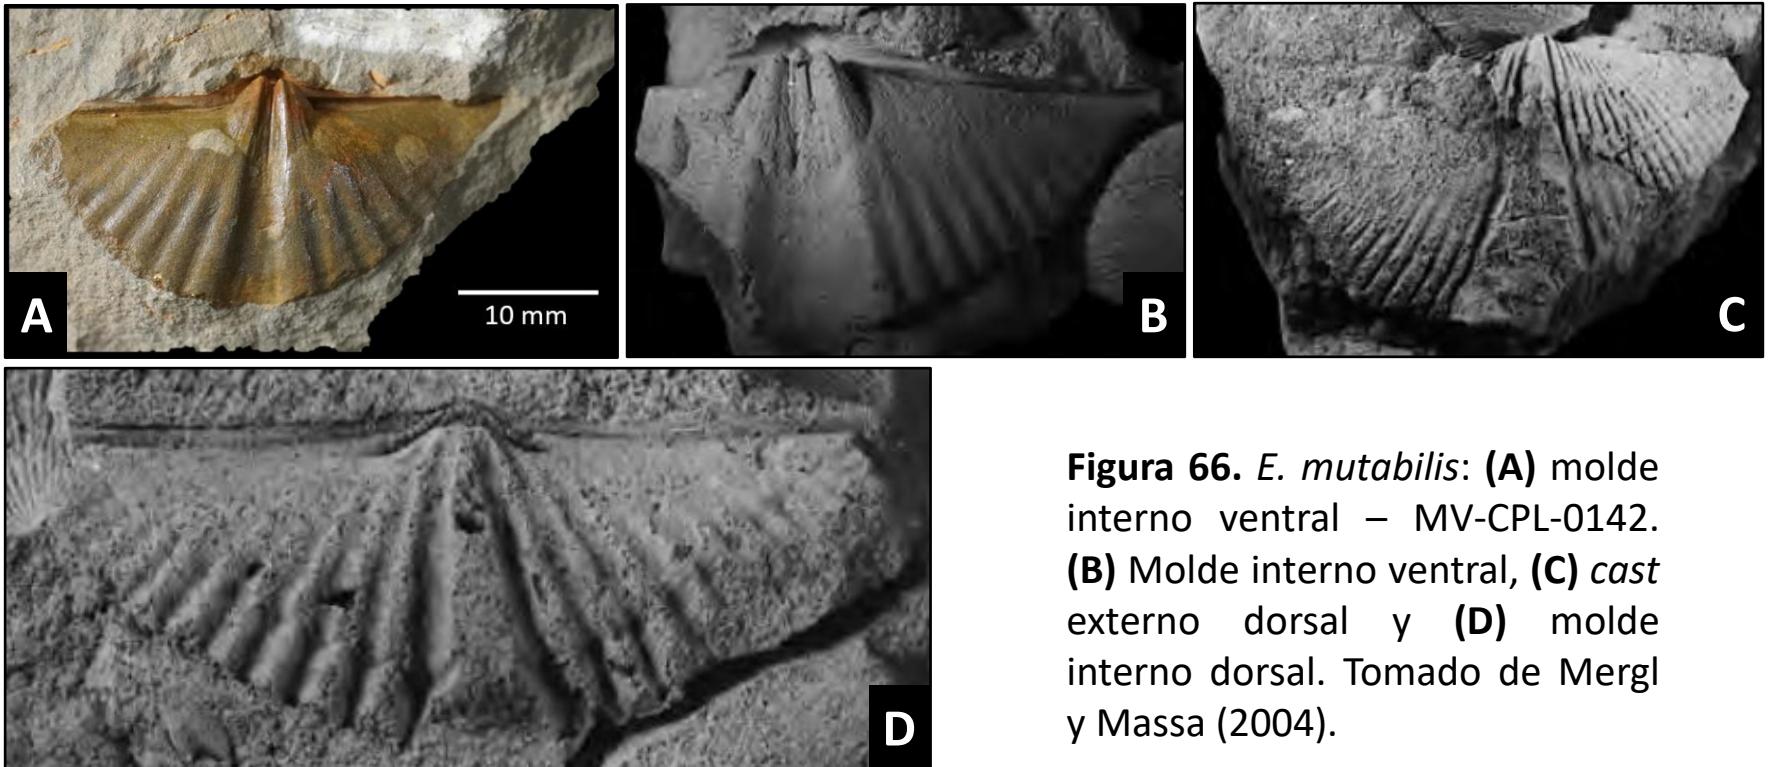 A
10 mm
B
C
D
Figura 66. E. mutabilis: (A) molde
interno ventral – MV-CPL-0142.
(B) Molde interno ventral, (C) cast
externo dorsal y (D) molde
interno dorsal. Tomado de Mergl
y Massa (2004).